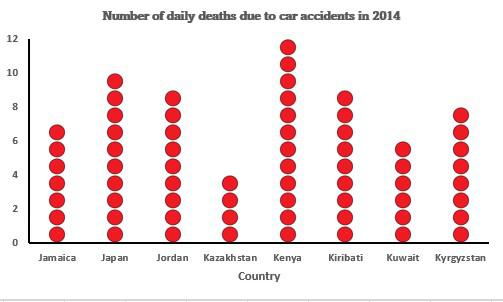 Number of daily deaths due to car accidents in 2014
12
10
8
6
4
2
0
Jamaica Japan Jordan Kazakhstan Kenya Kiribati Kuwait Kyrgyzstan
Country